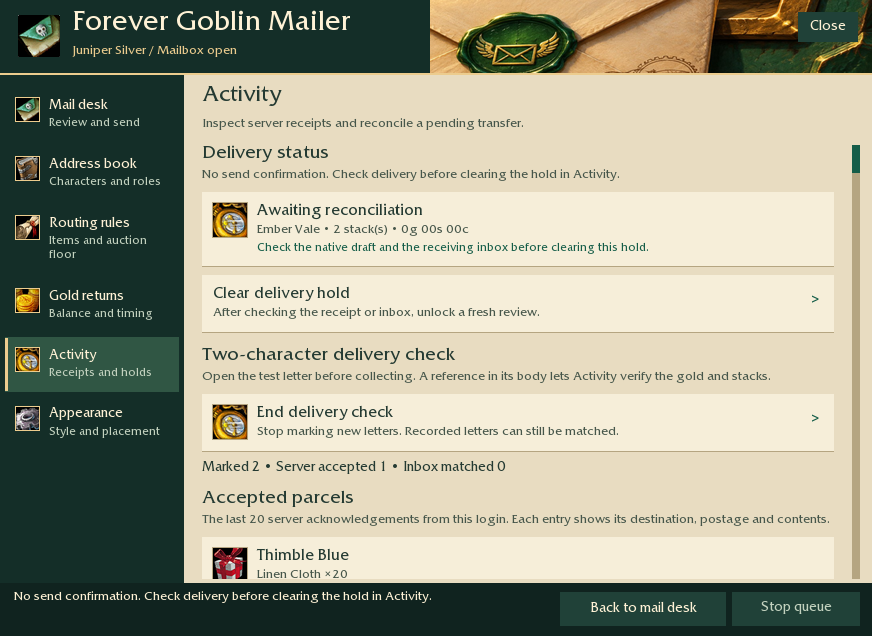 Forever Goblin Mailer
Juniper Silver / Mailbox open
Close
Mail desk
Review and send
Address book
Characters and roles
Routing rules
Items and auction
floor
Gold returns
Balance and timing
Activity
Receipts and holds
Appearance
Style and placement
Activity
Inspect server receipts and reconcile a pending transfer.
Delivery status
No send confirmation. Check delivery before clearing the hold in Activity.
Awaiting reconciliation
Ember Vale • 2 stack(s) • 0g 00s 00c
Check the native draft and the receiving inbox before clearing this hold.
Clear delivery hold
After checking the receipt or inbox, unlock a fresh review.
>
Two-character delivery check
Open the test letter before collecting. A reference in its body lets Activity verify the gold and stacks.
End delivery check
Stop marking new letters. Recorded letters can still be matched.
>
Marked 2 • Server accepted 1 • Inbox matched 0
Accepted parcels
The last 20 server acknowledgements from this login. Each entry shows its destination, postage and contents.
Thimble Blue
Linen Cloth ×20
No send confirmation. Check delivery before clearing the hold in Activity.
Back to mail desk
Stop queue